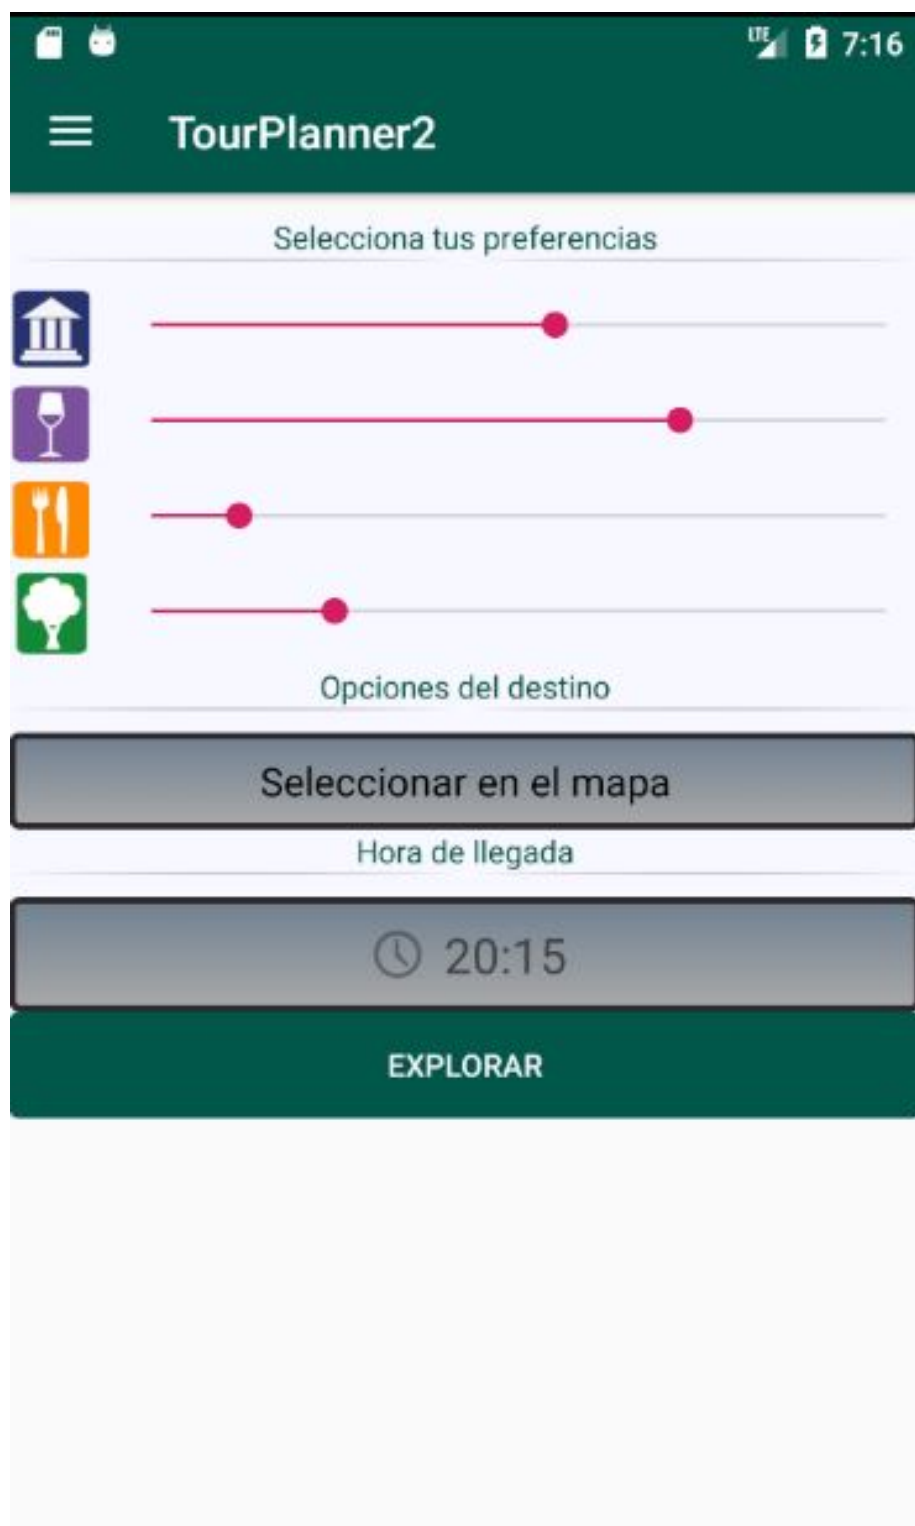 LTE 7:16
TourPlanner2
Selecciona tus preferencias
Opciones del destino
Seleccionar en el mapa
Hora de llegada
20:15
EXPLORAR